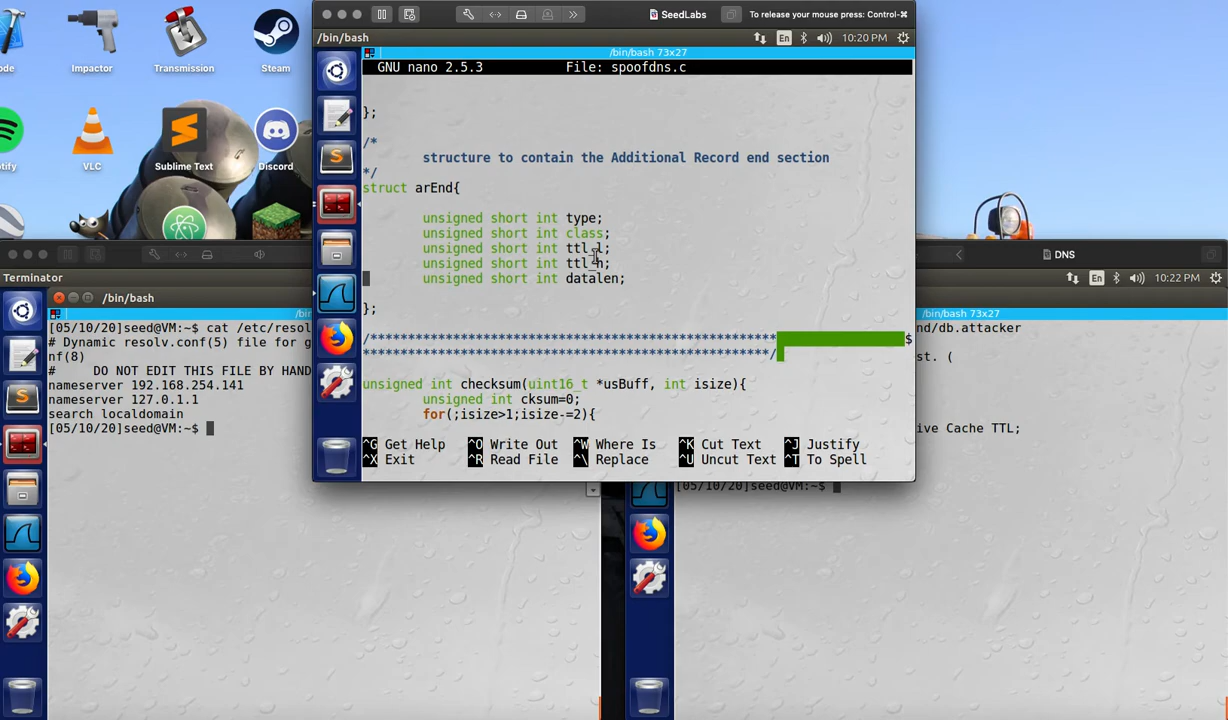 ode
Impactor
Transmission
Steam
otify
VLC
Sublime Text
Discord
SeedLabs
To release your mouse press: Control-⌘
/bin/bash
En
10:20 PM
/bin/bash 73x27
GNU nano 2.5.3 File: spoofdns.c
};
/*
structure to contain the Additional Record end section
*/
struct arEnd{
unsigned short int type;
unsigned short int class;
unsigned short int ttl_l;
unsigned short int ttl_h;
unsigned short int datalen;
};
/******************************************************* $
*******************************************************/
unsigned int checksum(uint16_t *usBuff, int isize){
unsigned int cksum=0;
for(;isize>1;isize-=2){
^G Get Help ^O Write Out ^W Where Is ^K Cut Text ^J Justify
^X Exit ^R Read File ^\ Replace ^U Uncut Text ^T To Spell
Terminator
/bin/bash
/bin
[05/10/20]seed@VM:~$ cat /etc/resol
# Dynamic resolv.conf(5) file for g
nf(8)
# DO NOT EDIT THIS FILE BY HAND
nameserver 192.168.254.141
nameserver 127.0.1.1
search localdomain
[05/10/20]seed@VM:~$
DNS
En
10:22 PM
/bin/bash 73x27
nd/db.attacker
st. (
ive Cache TTL;
[05/10/20]seed@VM:~$